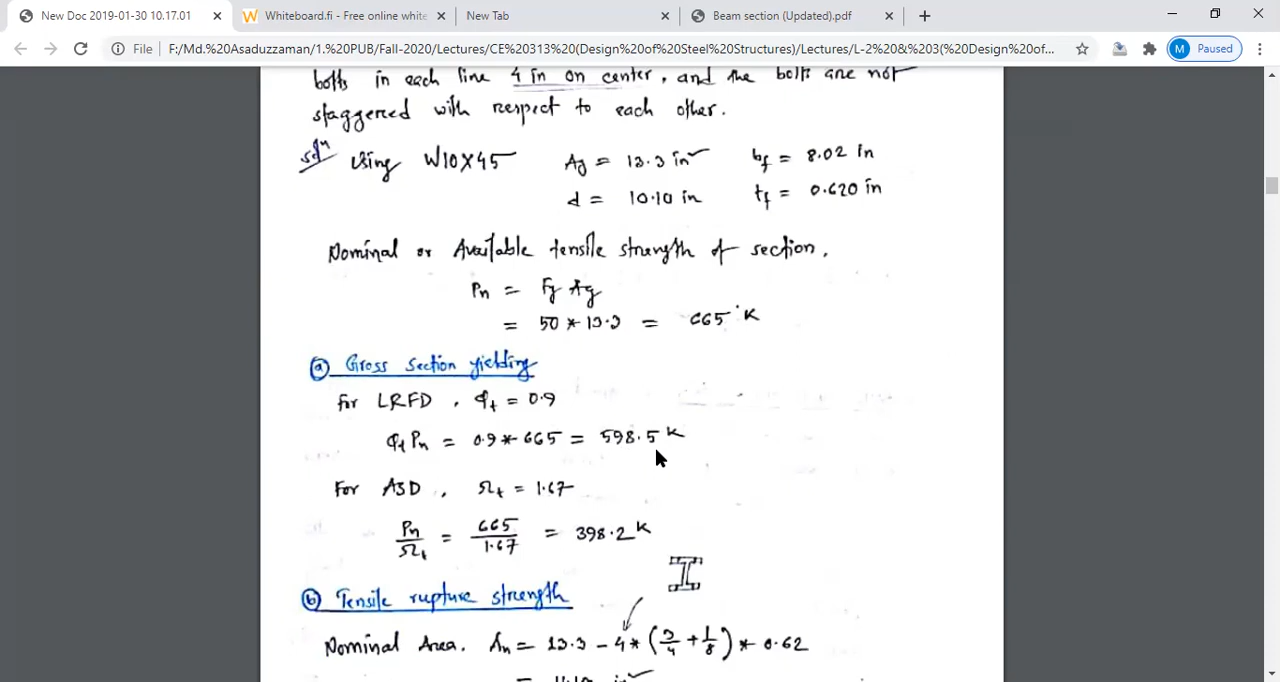 New Doc 2019-01-30 10.17.01
Whiteboard.fi - Free online white
New Tab
Beam section (Updated).pdf
File F:/Md.%20Asaduzzaman/1.%20PUB/Fall-2020/Lectures/CE%20313%20(Design%20of%20Steel%20Structures)/Lectures/L-2%20&%203(%20Design%20of...
M Paused
bolts in each line 4 in on center, and the bolts are not
staggered with respect to each other.
Sol^n Using W10X45 Ag = 13.3 in² bf = 8.02 in
d = 10.10 in tf = 0.620 in
Nominal or Available tensile strength of section.
Pn = Fy Ag
= 50 * 13.3 = 665 K
(a) Gross section yielding
For LRFD, φt = 0.9
φt Pn = 0.9 * 665 = 598.5 K
For ASD, Ωt = 1.67
Pn/Ωt = 665/1.67 = 398.2 K
(b) Tensile rupture strength
Nominal Area. An = 13.3 - 4 * (3/4 + 1/8) * 0.62